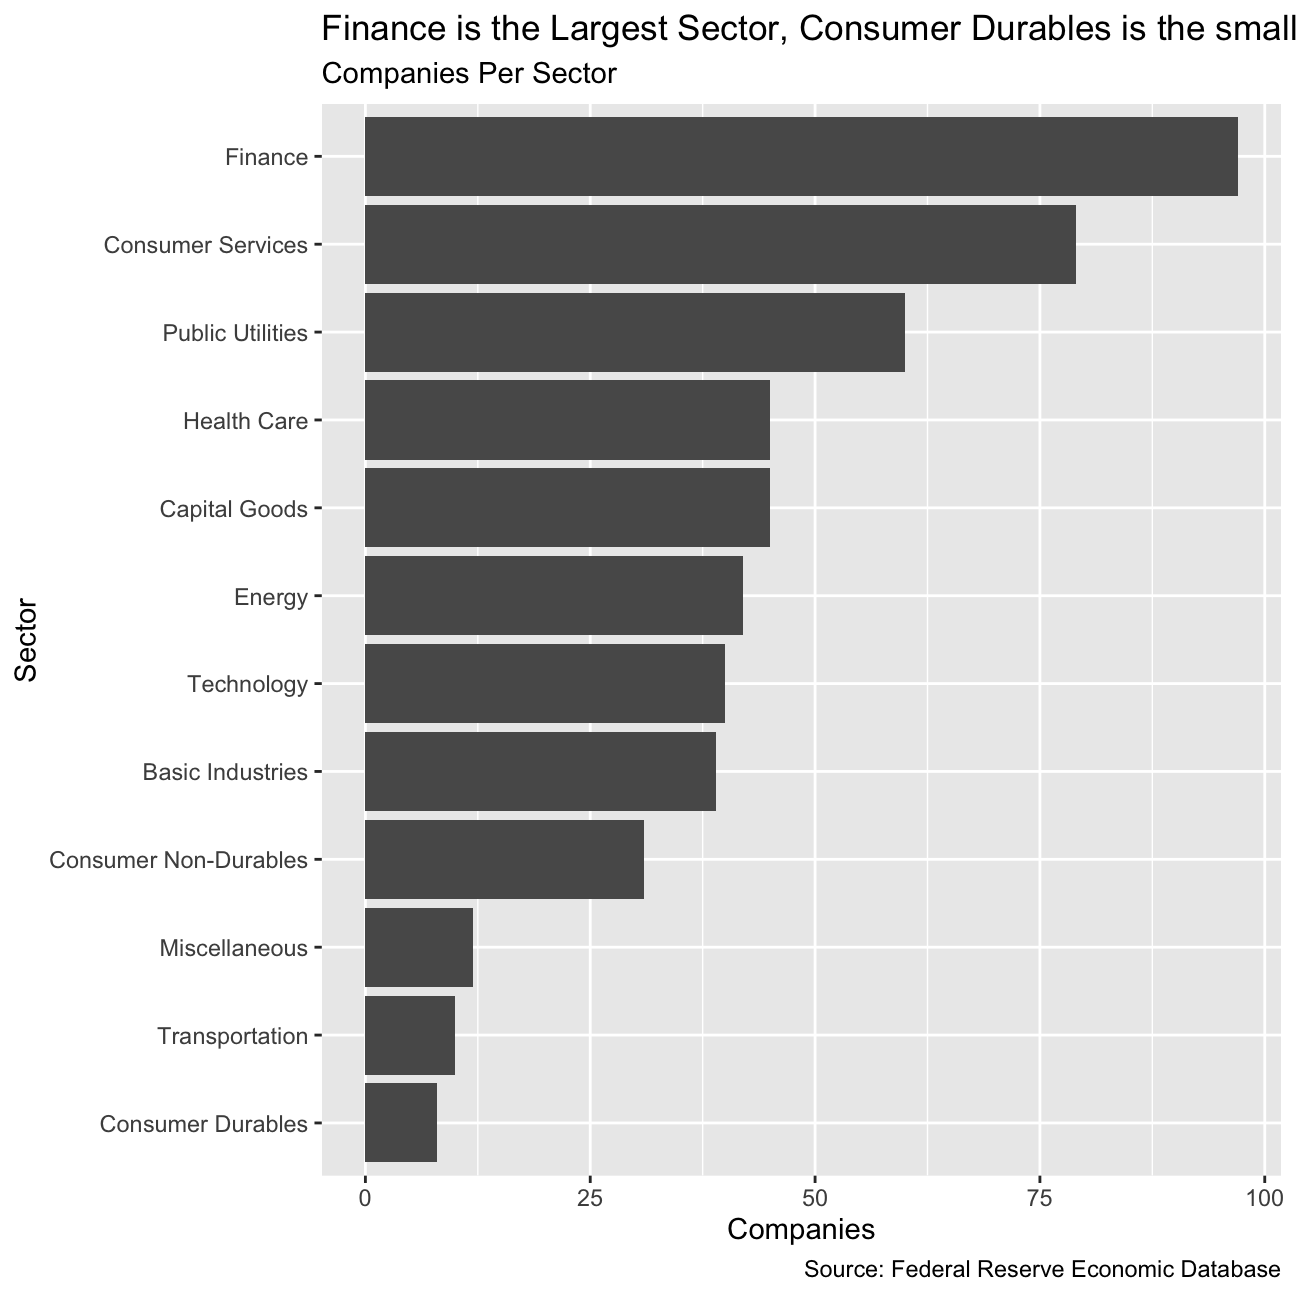 Finance is the Largest Sector, Consumer Durables is the small
Companies Per Sector
Finance
Consumer Services
Public Utilities
Health Care
Capital Goods
Energy
Technology
Basic Industries
Consumer Non-Durables
Miscellaneous
Transportation
Consumer Durables
Sector
0 25 50 75 100
Companies
Source: Federal Reserve Economic Database